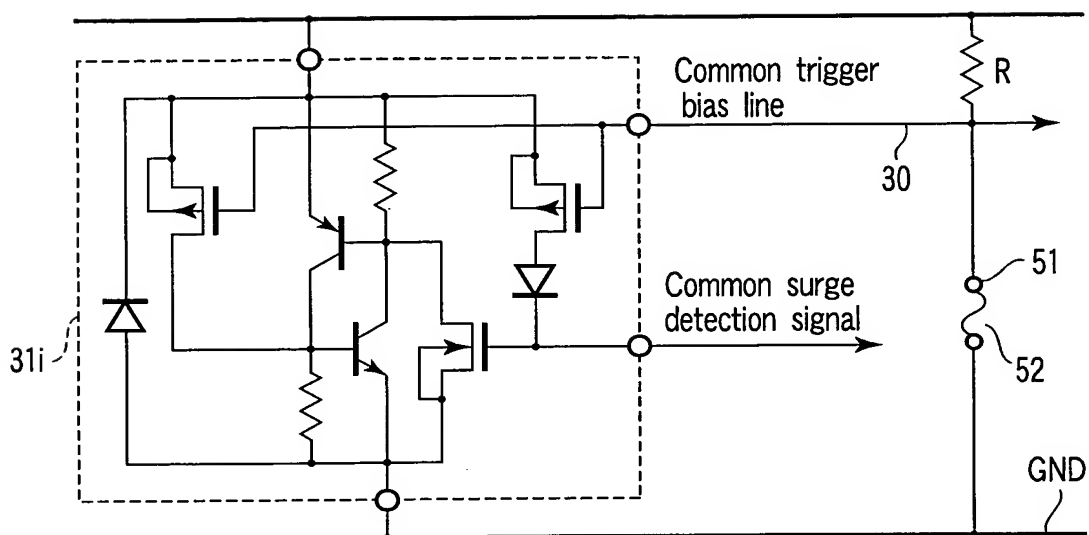 Common trigger
bias line
R
30
51
Common surge
detection signal
52
31i
GND